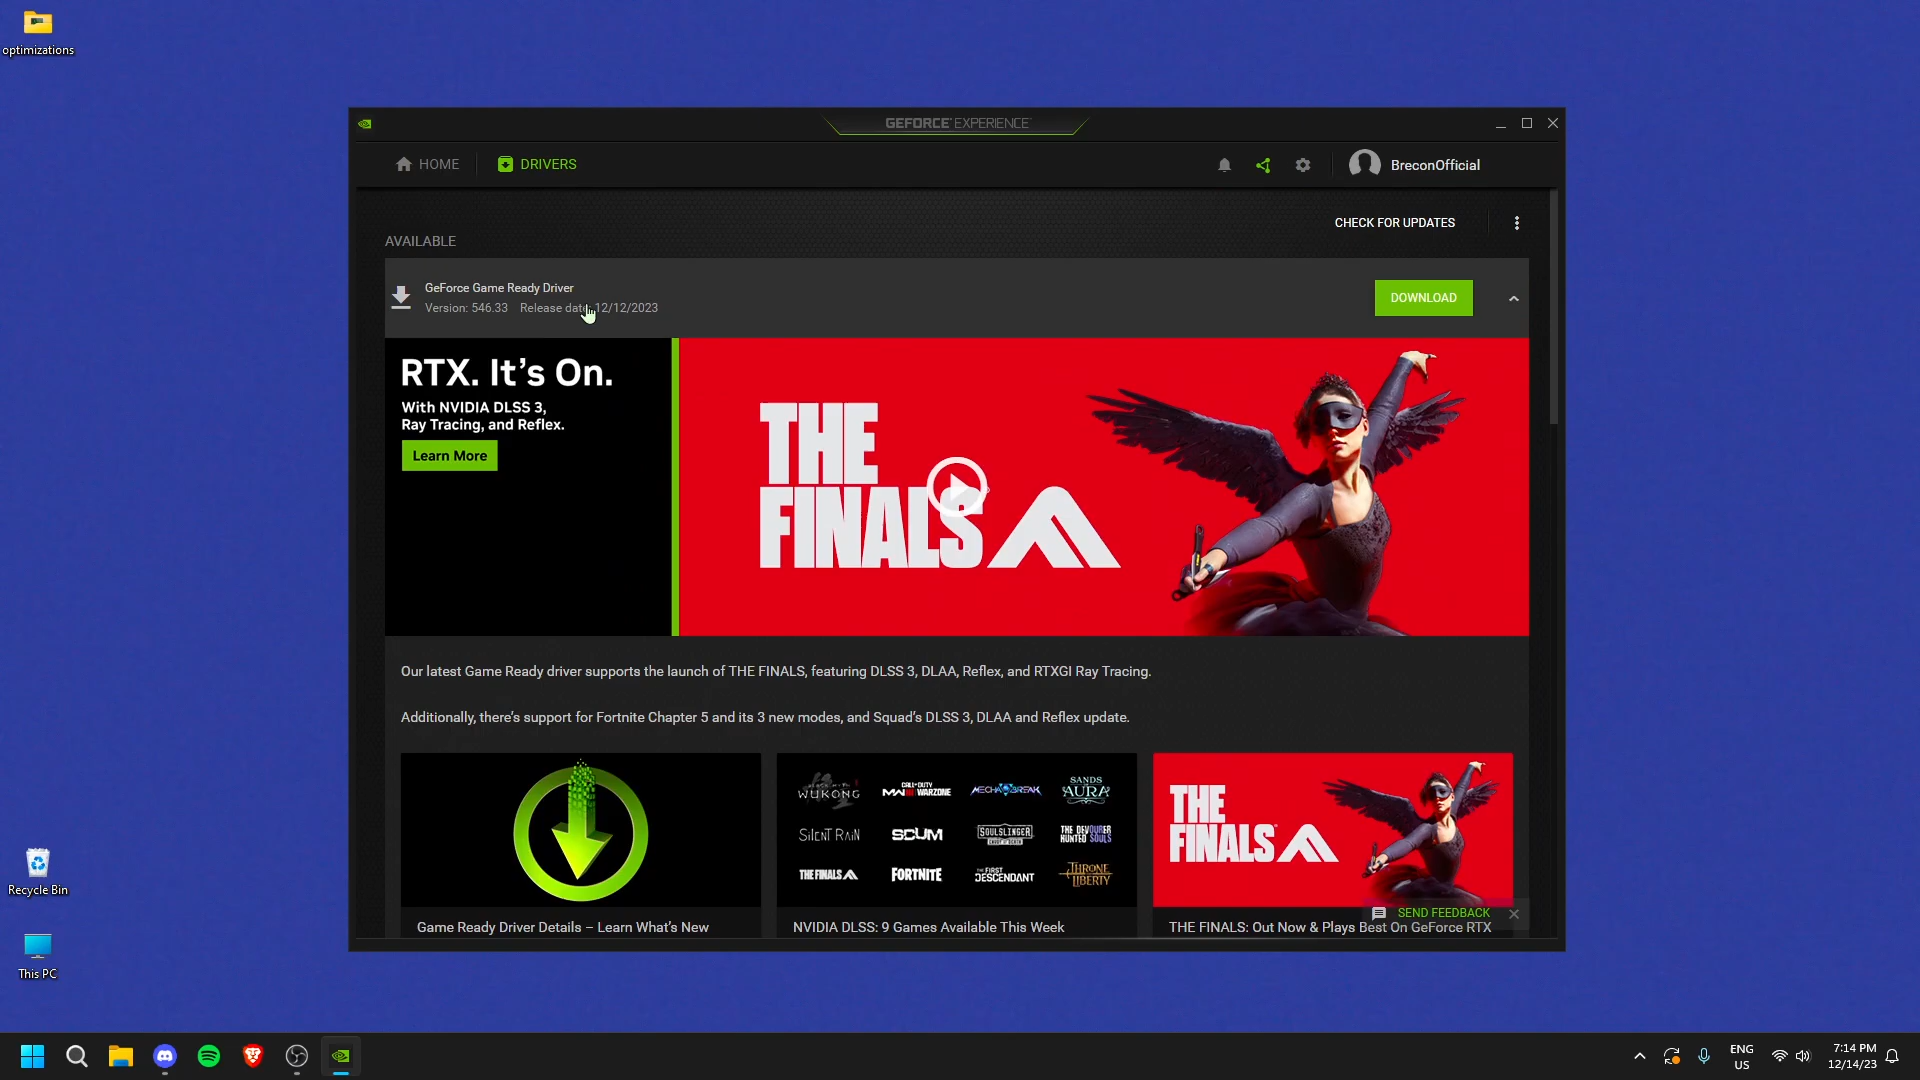 optimizations
GEFORCE EXPERIENCE
HOME
DRIVERS
BreconOfficial
CHECK FOR UPDATES
AVAILABLE
GeForce Game Ready Driver
Version: 546.33 Release date: 12/12/2023
DOWNLOAD
RTX. It's On.
With NVIDIA DLSS 3,
Ray Tracing, and Reflex.
Learn More
THE
FINALS
Our latest Game Ready driver supports the launch of THE FINALS, featuring DLSS 3, DLAA, Reflex, and RTXGI Ray Tracing.
Additionally, there's support for Fortnite Chapter 5 and its 3 new modes, and Squad's DLSS 3, DLAA and Reflex update.
WUKONG
CALL OF DUTY
WARZONE
MECHA BREAK
SANDS
AURA
SILENT RAIN
SCUM
SOULSLINGER
THE DEVOURER
HUNTED SOULS
THE FINALS
FORTNITE
THE FIRST
DESCENDANT
THRONE
LIBERTY
THE
FINALS
Game Ready Driver Details – Learn What's New
NVIDIA DLSS: 9 Games Available This Week
SEND FEEDBACK
THE FINALS: Out Now & Plays Best On GeForce RTX
Recycle Bin
This PC
ENG
US
7:14 PM
12/14/23